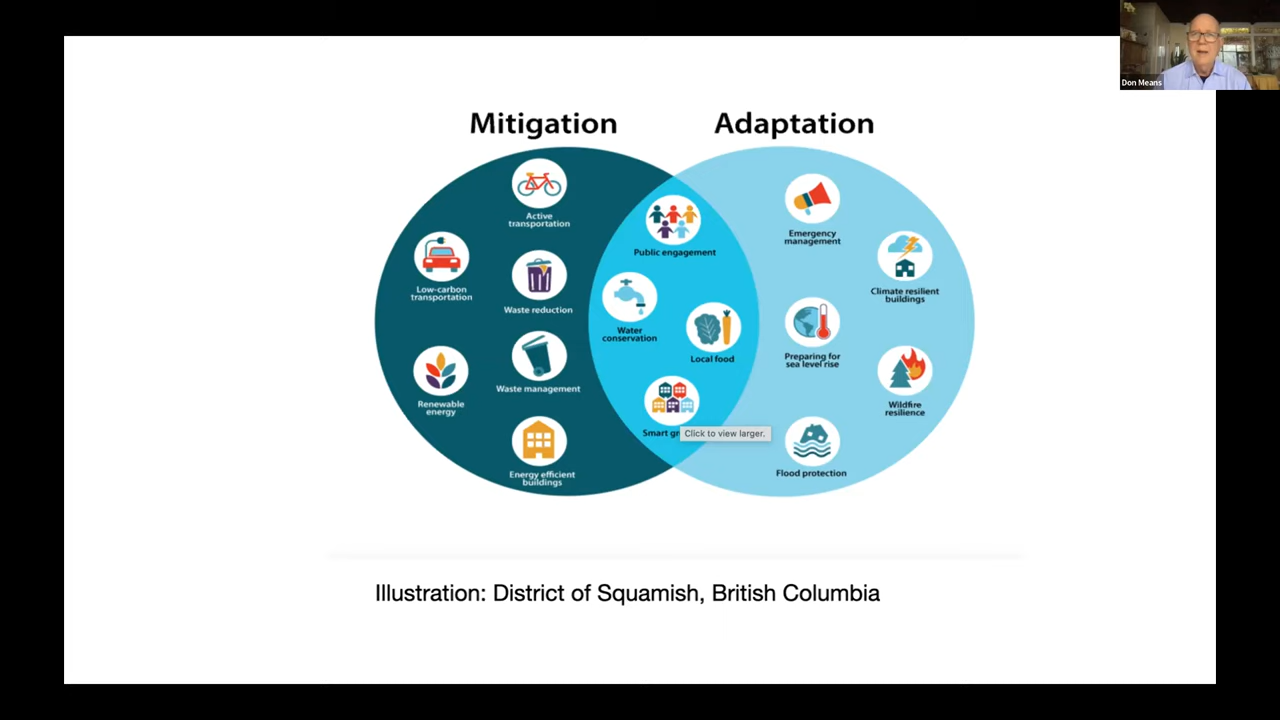 Don Means
Mitigation
Adaptation
Active
transportation
Low-carbon
transportation
Waste reduction
Waste management
Renewable
energy
Energy efficient
buildings
Public engagement
Water
conservation
Local food
Smart
Click to view larger.
Emergency
management
Climate resilient
buildings
Preparing for
sea level rise
Wildfire
resilience
Flood protection
Illustration: District of Squamish, British Columbia